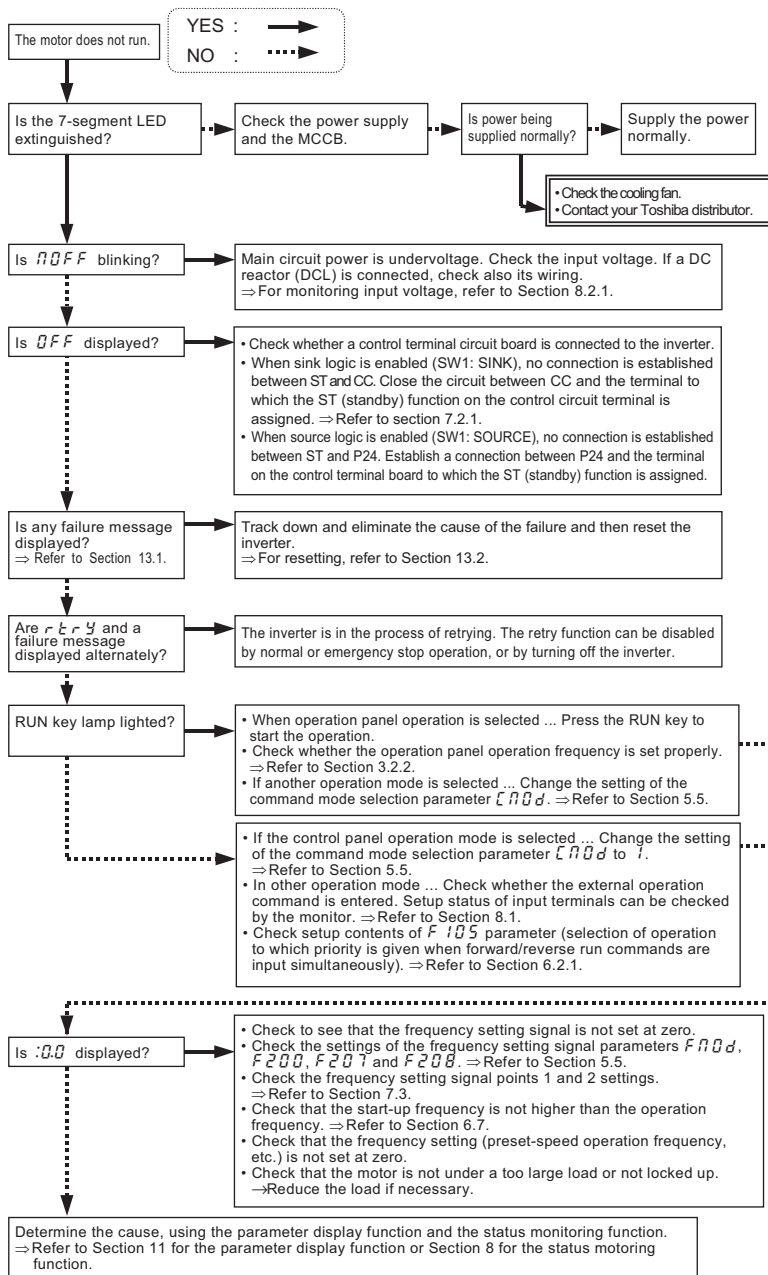 The motor does not run.
YES :
NO :
Is the 7-segment LED
extinguished?
Check the power supply
and the MCCB.
Is power being
supplied normally?
Supply the power
normally.
• Check the cooling fan.
• Contact your Toshiba distributor.
Is MOFF blinking?
Main circuit power is undervoltage. Check the input voltage. If a DC
reactor (DCL) is connected, check also its wiring.
⇒For monitoring input voltage, refer to Section 8.2.1.
Is OFF displayed?
• Check whether a control terminal circuit board is connected to the inverter.
• When sink logic is enabled (SW1: SINK), no connection is established
between ST and CC. Close the circuit between CC and the terminal to
which the ST (standby) function on the control circuit terminal is
assigned. ⇒Refer to section 7.2.1.
• When source logic is enabled (SW1: SOURCE), no connection is established
between ST and P24. Establish a connection between P24 and the terminal
on the control terminal board to which the ST (standby) function is assigned.
Is any failure message
displayed?
⇒ Refer to Section 13.1.
Track down and eliminate the cause of the failure and then reset the
inverter.
⇒For resetting, refer to Section 13.2.
Are rtry and a
failure message
displayed alternately?
The inverter is in the process of retrying. The retry function can be disabled
by normal or emergency stop operation, or by turning off the inverter.
RUN key lamp lighted?
• When operation panel operation is selected ... Press the RUN key to
start the operation.
• Check whether the operation panel operation frequency is set properly.
⇒Refer to Section 3.2.2.
• If another operation mode is selected ... Change the setting of the
command mode selection parameter CMOd. ⇒Refer to Section 5.5.
• If the control panel operation mode is selected ... Change the setting
of the command mode selection parameter CMOd to 1.
⇒Refer to Section 5.5.
• In other operation mode ... Check whether the external operation
command is entered. Setup status of input terminals can be checked
by the monitor. ⇒Refer to Section 8.1.
• Check setup contents of F105 parameter (selection of operation
to which priority is given when forward/reverse run commands are
input simultaneously). ⇒Refer to Section 6.2.1.
Is :0.0 displayed?
• Check to see that the frequency setting signal is not set at zero.
• Check the settings of the frequency setting signal parameters FMOd,
F200, F207 and F208. ⇒Refer to Section 5.5.
• Check the frequency setting signal points 1 and 2 settings.
⇒Refer to Section 7.3.
• Check that the start-up frequency is not higher than the operation
frequency. ⇒Refer to Section 6.7.
• Check that the frequency setting (preset-speed operation frequency,
etc.) is not set at zero.
• Check that the motor is not under a too large load or not locked up.
→Reduce the load if necessary.
Determine the cause, using the parameter display function and the status monitoring function.
⇒Refer to Section 11 for the parameter display function or Section 8 for the status motoring
function.